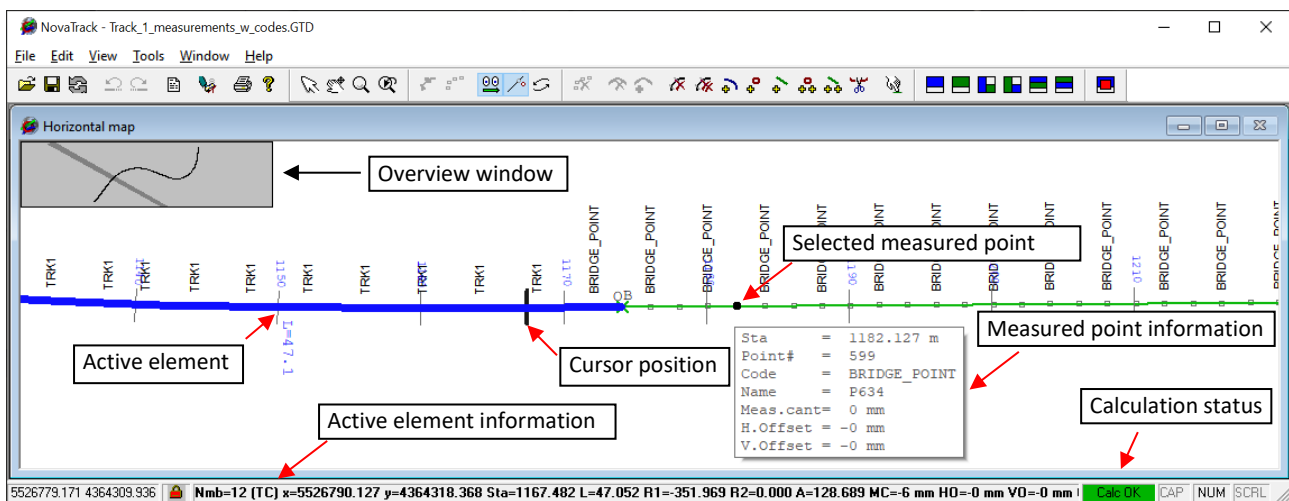 NovaTrack - Track_1_measurements_w_codes.GTD
File Edit View Tools Window Help
Horizontal map
Overview window
TRK1
TRK1
TRK1
TRK1
TRK1
TRK1
TRK1
TRK1
TRK1
TRK1
BRIDGE_POINT
BRIDGE_POINT
BRIDGE_POINT
BRIDGE_POINT
BRIDGE_POINT
BRIDGE_POINT
BRIDGE_POINT
BRIDGE_POINT
BRIDGE_POINT
BRIDGE_POINT
BRIDGE_POINT
BRIDGE_POINT
BRIDGE_POINT
Selected measured point
1150
1170
1190
1210
L=47.1
OB
Active element
Cursor position
Measured point information
Sta = 1182.127 m
Point# = 599
Code = BRIDGE_POINT
Name = P634
Meas.cant= 0 mm
H.Offset = -0 mm
V.Offset = -0 mm
Active element information
Calculation status
5526779.171 4364309.936 Nmb=12 (TC) x=5526790.127 y=4364318.368 Sta=1167.482 L=47.052 R1=-351.969 R2=0.000 A=128.689 MC=-6 mm HO=-0 mm VO=-0 mm Calc OK CAP NUM SCRL